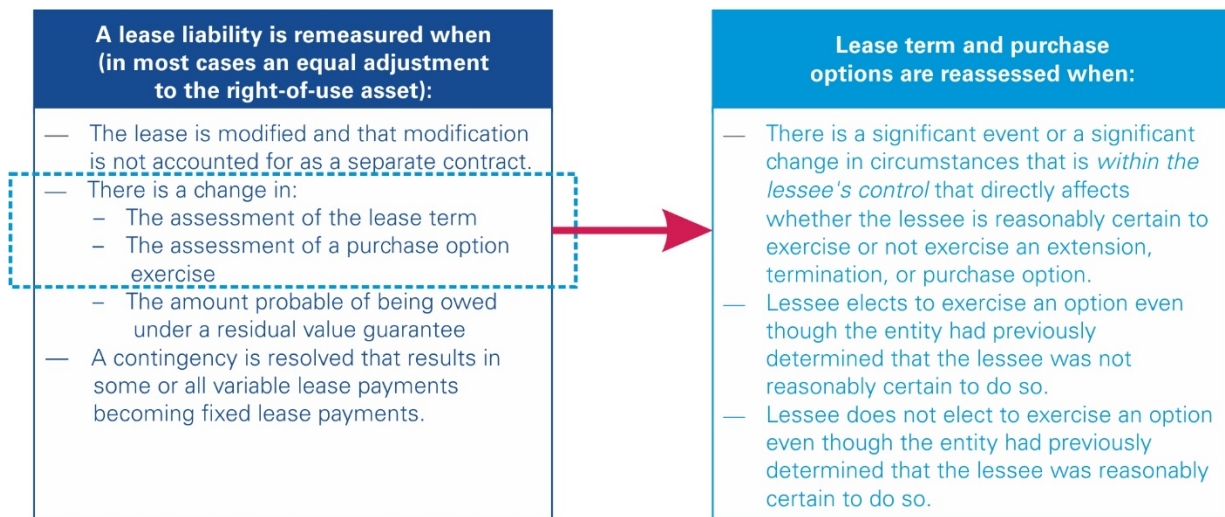 A lease liability is remeasured when
(in most cases an equal adjustment
to the right-of-use asset):
— The lease is modified and that modification
is not accounted for as a separate contract.
— There is a change in:
– The assessment of the lease term
– The assessment of a purchase option
exercise
– The amount probable of being owed
under a residual value guarantee
— A contingency is resolved that results in
some or all variable lease payments
becoming fixed lease payments.
Lease term and purchase
options are reassessed when:
— There is a significant event or a significant
change in circumstances that is within the
lessee's control that directly affects
whether the lessee is reasonably certain to
exercise or not exercise an extension,
termination, or purchase option.
— Lessee elects to exercise an option even
though the entity had previously
determined that the lessee was not
reasonably certain to do so.
— Lessee does not elect to exercise an option
even though the entity had previously
determined that the lessee was reasonably
certain to do so.